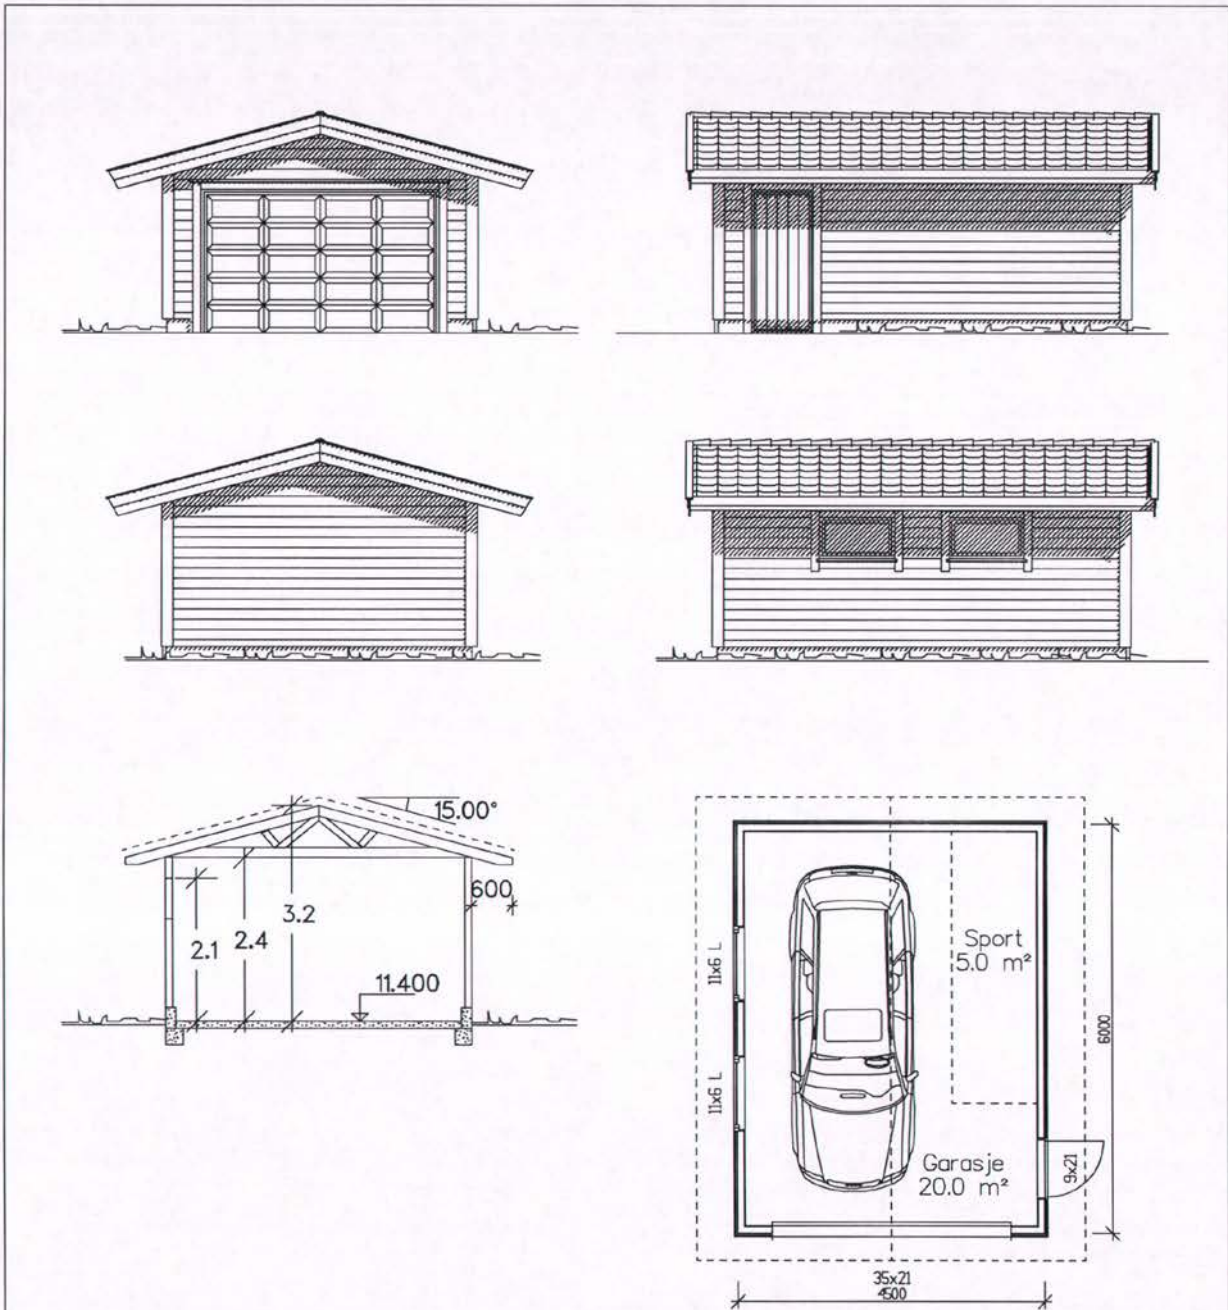 15.00°
600
3.2
2.4
2.1
11.400
11x6 L
11x6 L
Sport
5.0 m²
6000
Garasje
20.0 m²
9x21
35x21
4500